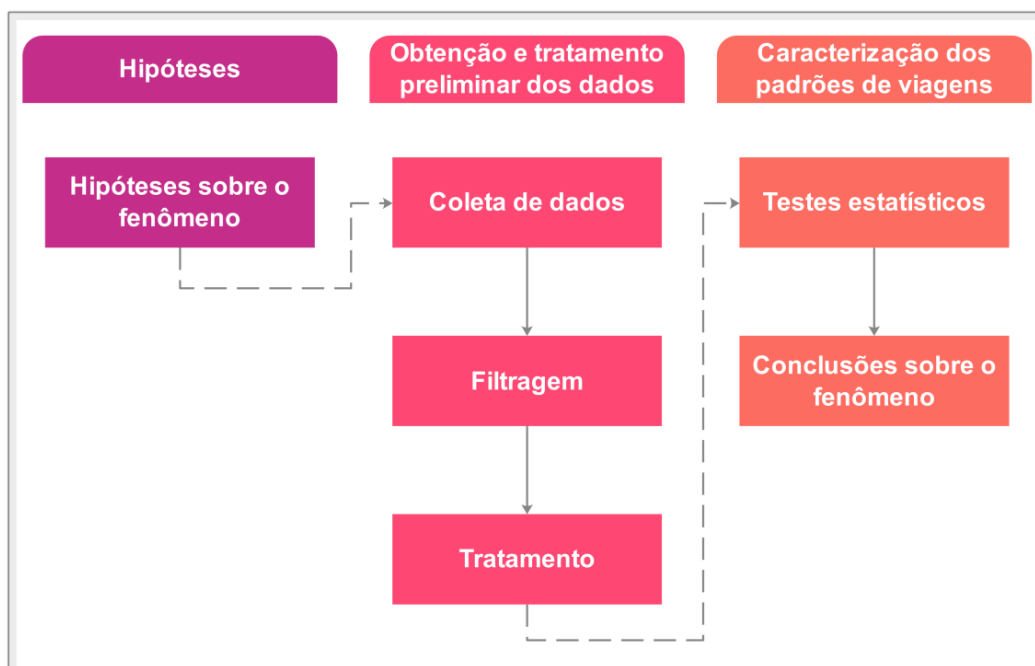 Hipóteses
Obtenção e tratamento
preliminar dos dados
Caracterização dos
padrões de viagens
Hipóteses sobre o
fenômeno
Coleta de dados
Testes estatísticos
Filtragem
Conclusões sobre o
fenômeno
Tratamento